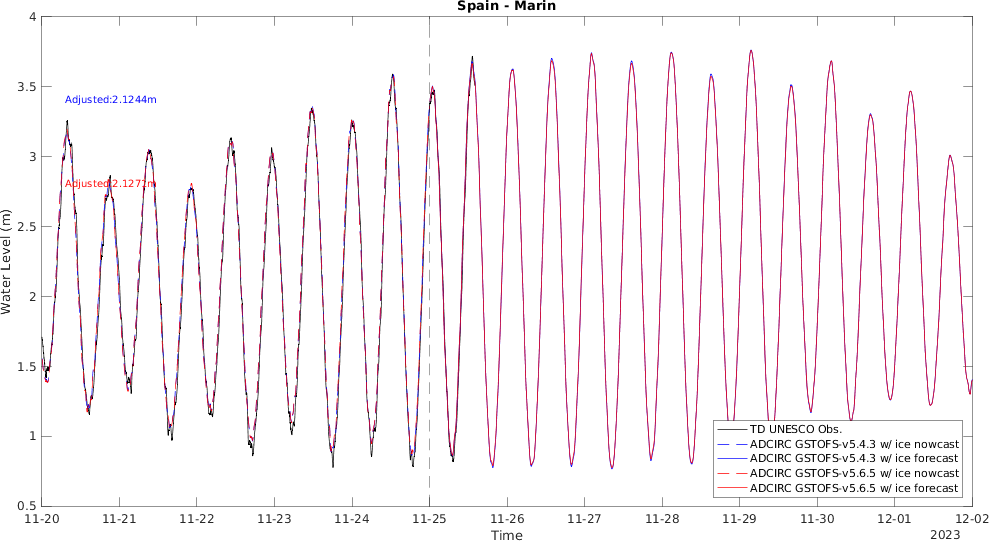 Spain - Marin
4
3.5
3
2.5
2
1.5
1
0.5
Water Level (m)
Adjusted:2.1244m
Adjusted:2.1277m
TD UNESCO Obs.
ADCIRC GSTOFS-v5.4.3 w/ ice nowcast
ADCIRC GSTOFS-v5.4.3 w/ ice forecast
ADCIRC GSTOFS-v5.6.5 w/ ice nowcast
ADCIRC GSTOFS-v5.6.5 w/ ice forecast
11-20 11-21 11-22 11-23 11-24 11-25 11-26 11-27 11-28 11-29 11-30 12-01 12-02
Time
2023